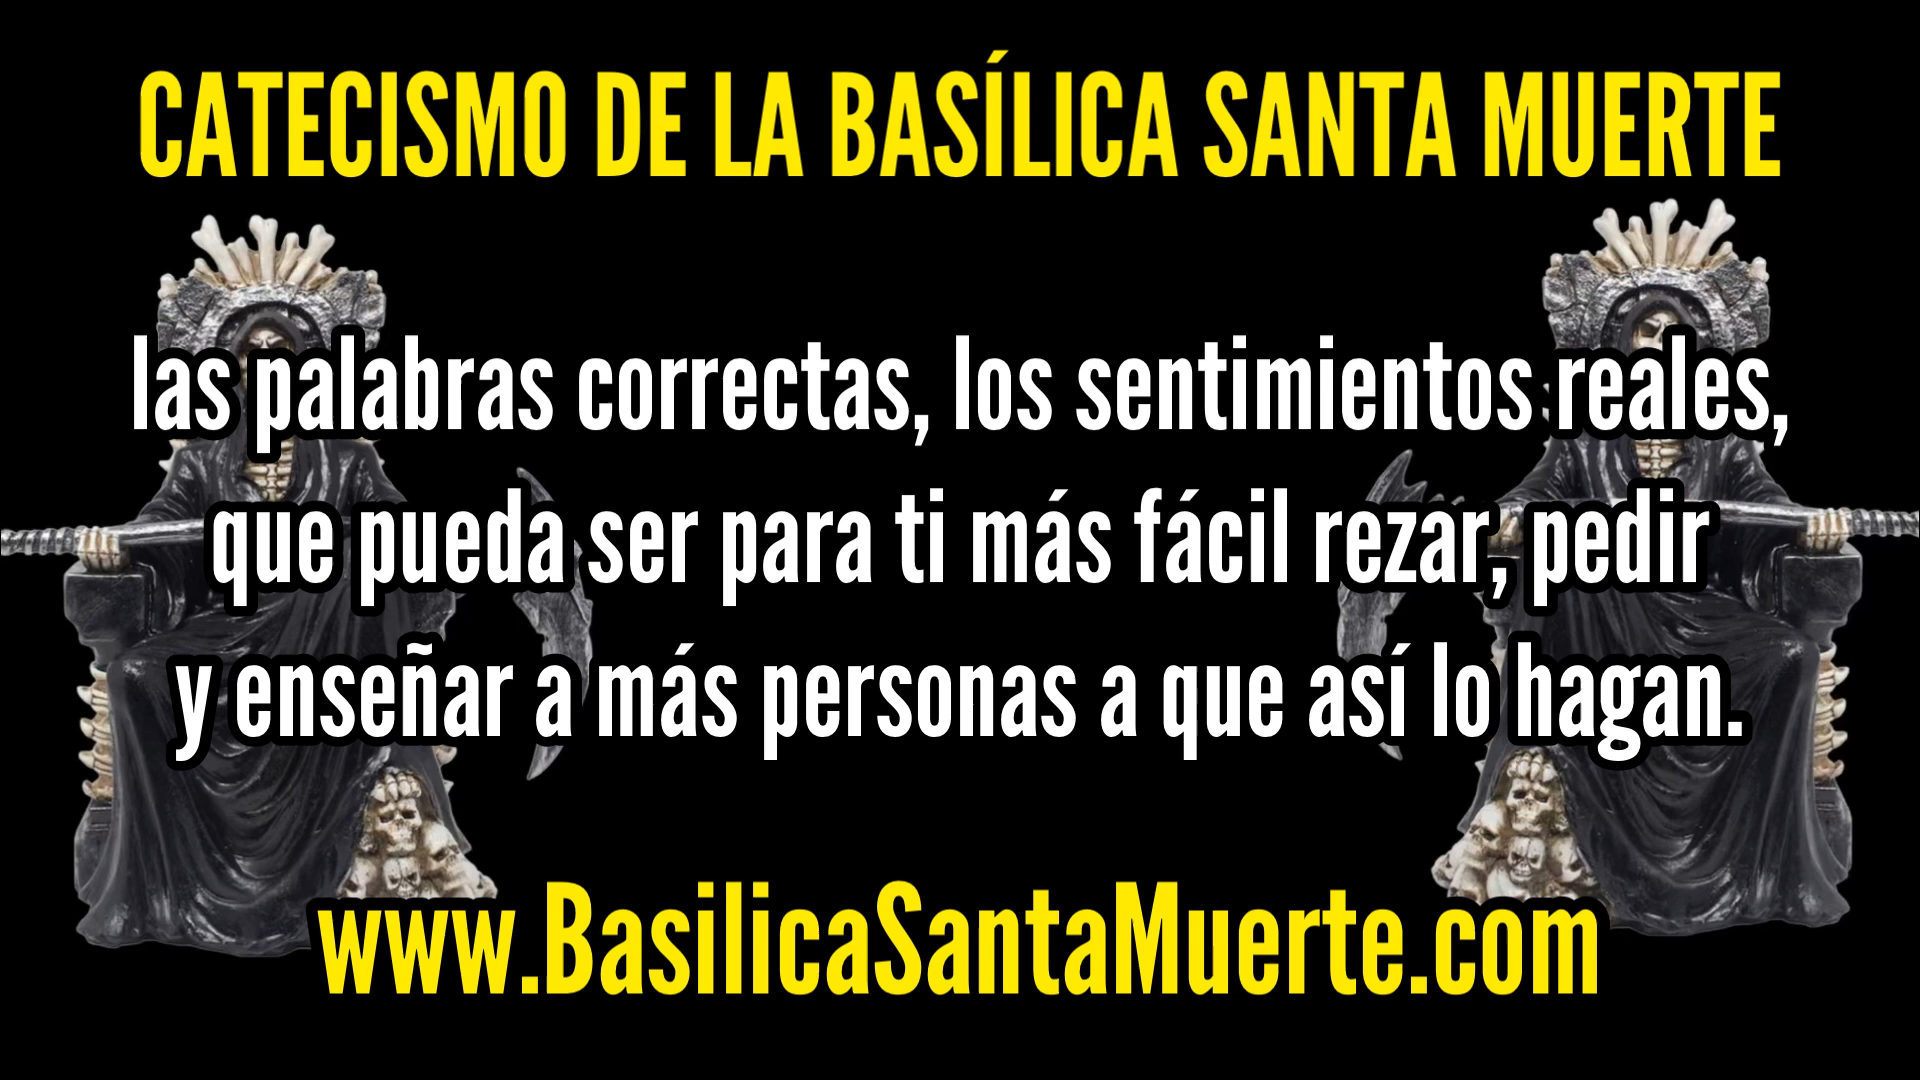 CATECISMO DE LA BASÍLICA SANTA MUERTE
las palabras correctas, los sentimientos reales,
que pueda ser para ti más fácil rezar, pedir
y enseñar a más personas a que así lo hagan.
www.BasilicaSantaMuerte.com